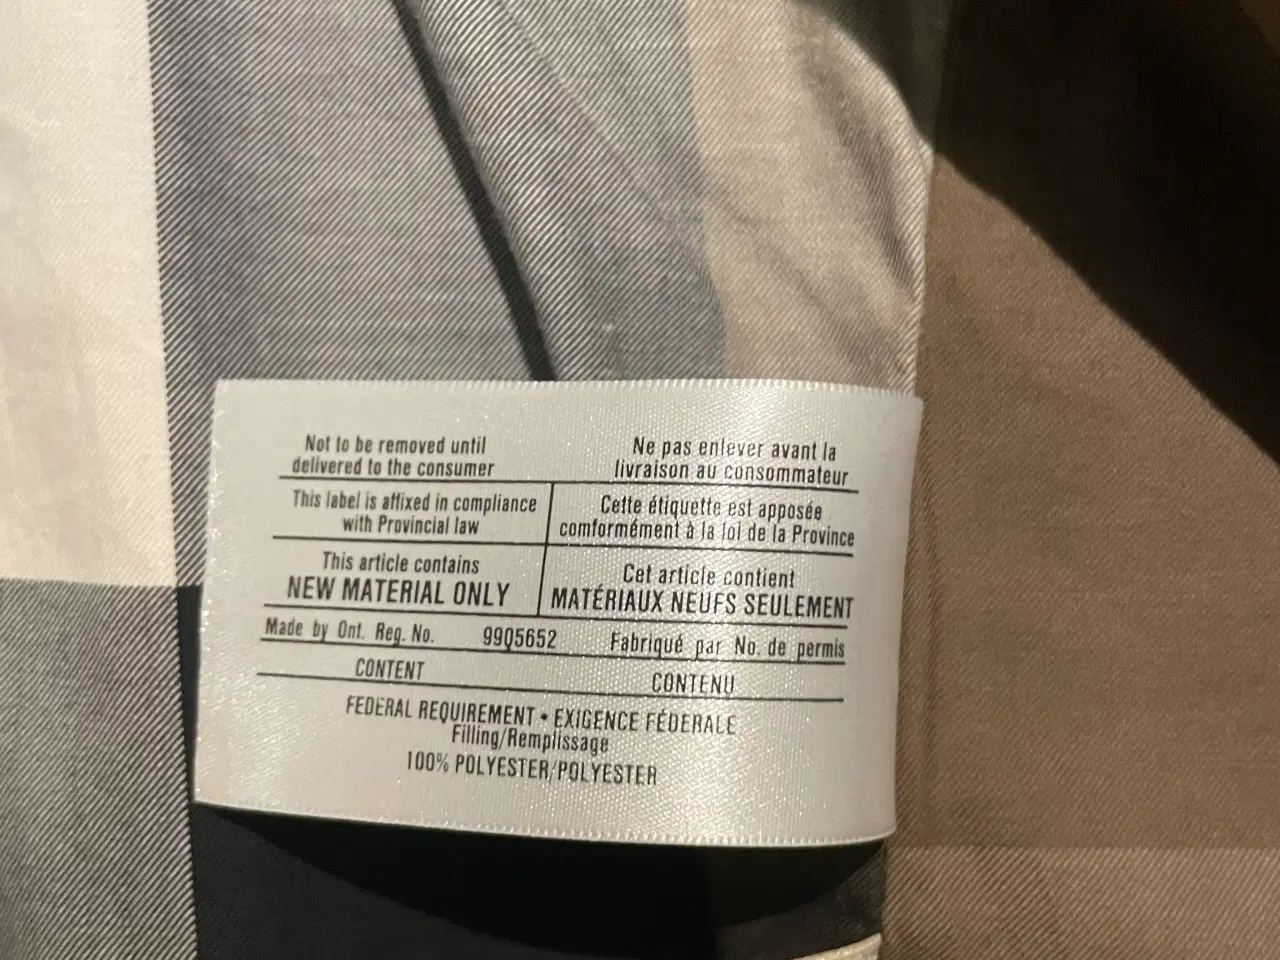 Not to be removed until
delivered to the consumer
Ne pas enlever avant la
livraison au consommateur
This label is affixed in compliance
with Provincial law
Cette étiquette est apposée
comformément à la loi de la Province
This article contains
NEW MATERIAL ONLY
Cet article contient
MATÉRIAUX NEUFS SEULEMENT
Made by Ont. Reg. No. 99Q5652 Fabriqué par No. de permis
CONTENT CONTENU
FEDERAL REQUIREMENT • EXIGENCE FÉDERALE
Filling/Remplissage
100% POLYESTER/POLYESTER